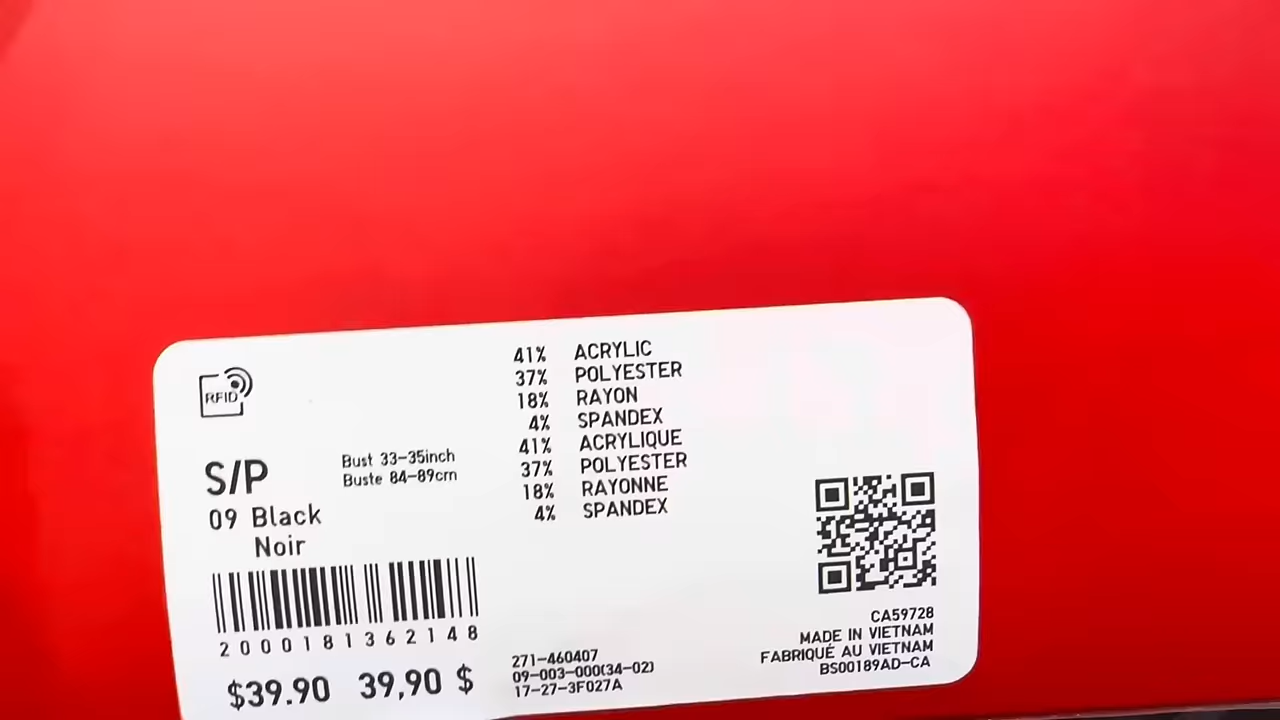 RFID
S/P
Bust 33-35inch
Buste 84-89cm
09 Black
Noir
2000181362148
$39.90 39,90 $
41% ACRYLIC
37% POLYESTER
18% RAYON
4% SPANDEX
41% ACRYLIQUE
37% POLYESTER
18% RAYONNE
4% SPANDEX
271-460407
09-003-000(34-02)
17-27-3F027A
CA59728
MADE IN VIETNAM
FABRIQUÉ AU VIETNAM
BS00189AD-CA